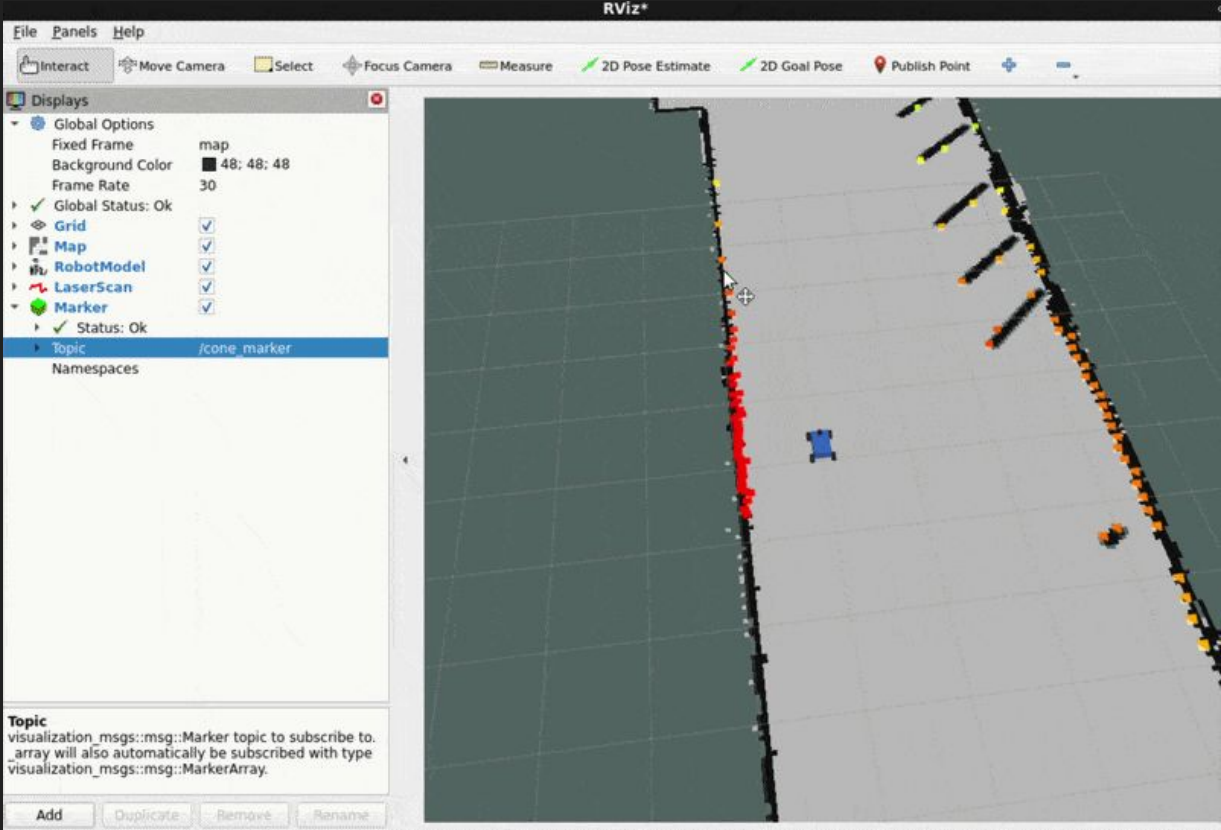 RViz*
File Panels Help
Interact Move Camera Select Focus Camera Measure 2D Pose Estimate 2D Goal Pose Publish Point
Displays
Global Options
Fixed Frame map
Background Color 48; 48; 48
Frame Rate 30
Global Status: Ok
Grid
Map
RobotModel
LaserScan
Marker
Status: Ok
Topic /cone_marker
Namespaces
Topic
visualization_msgs::msg::Marker topic to subscribe to.
_array will also automatically be subscribed with type
visualization_msgs::msg::MarkerArray.
Add Duplicate Remove Rename